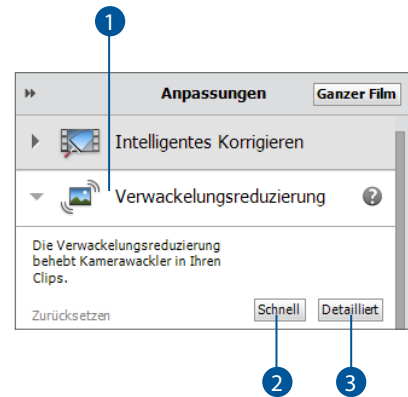 1
Anpassungen
Ganzer Film
Intelligentes Korrigieren
Verwackelungsreduzierung ?
Die Verwackelungsreduzierung
behebt Kamerawackler in Ihren
Clips.
Zurücksetzen
Schnell
Detailliert
2
3